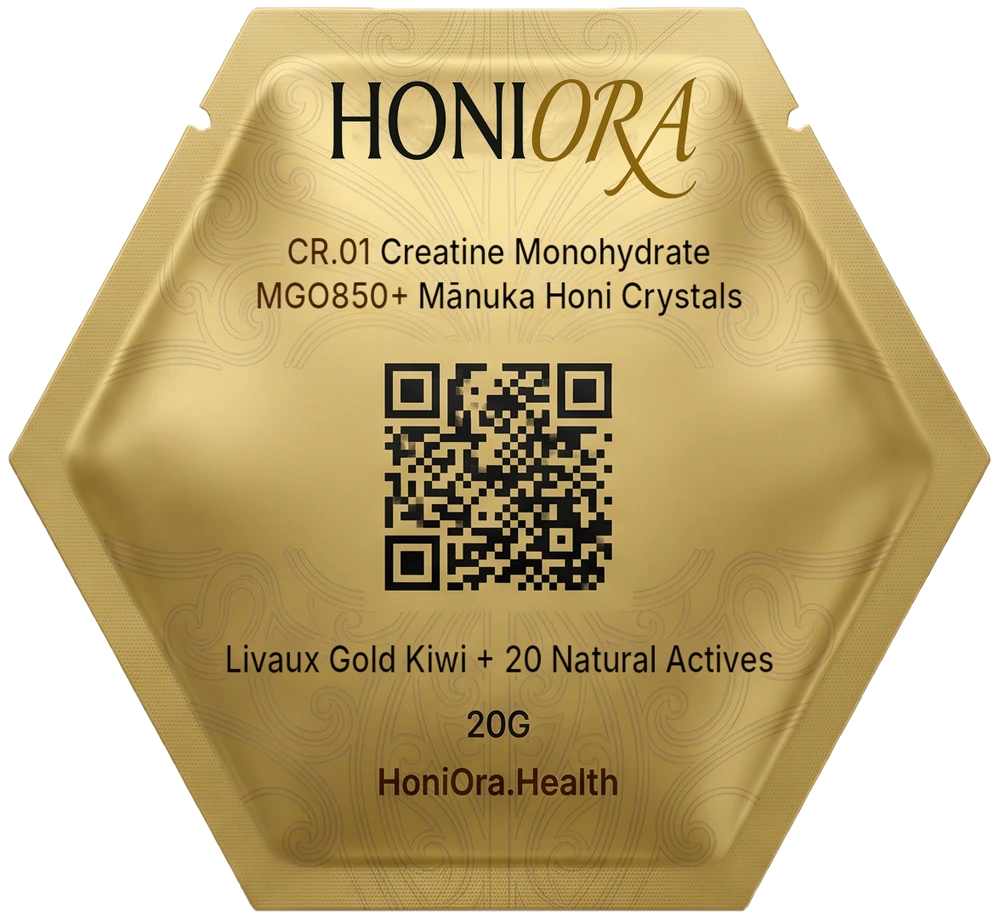 HONIORA
CR.01 Creatine Monohydrate
MGO850+ Mānuka Honi Crystals
Livaux Gold Kiwi + 20 Natural Actives
20G
HoniOra.Health